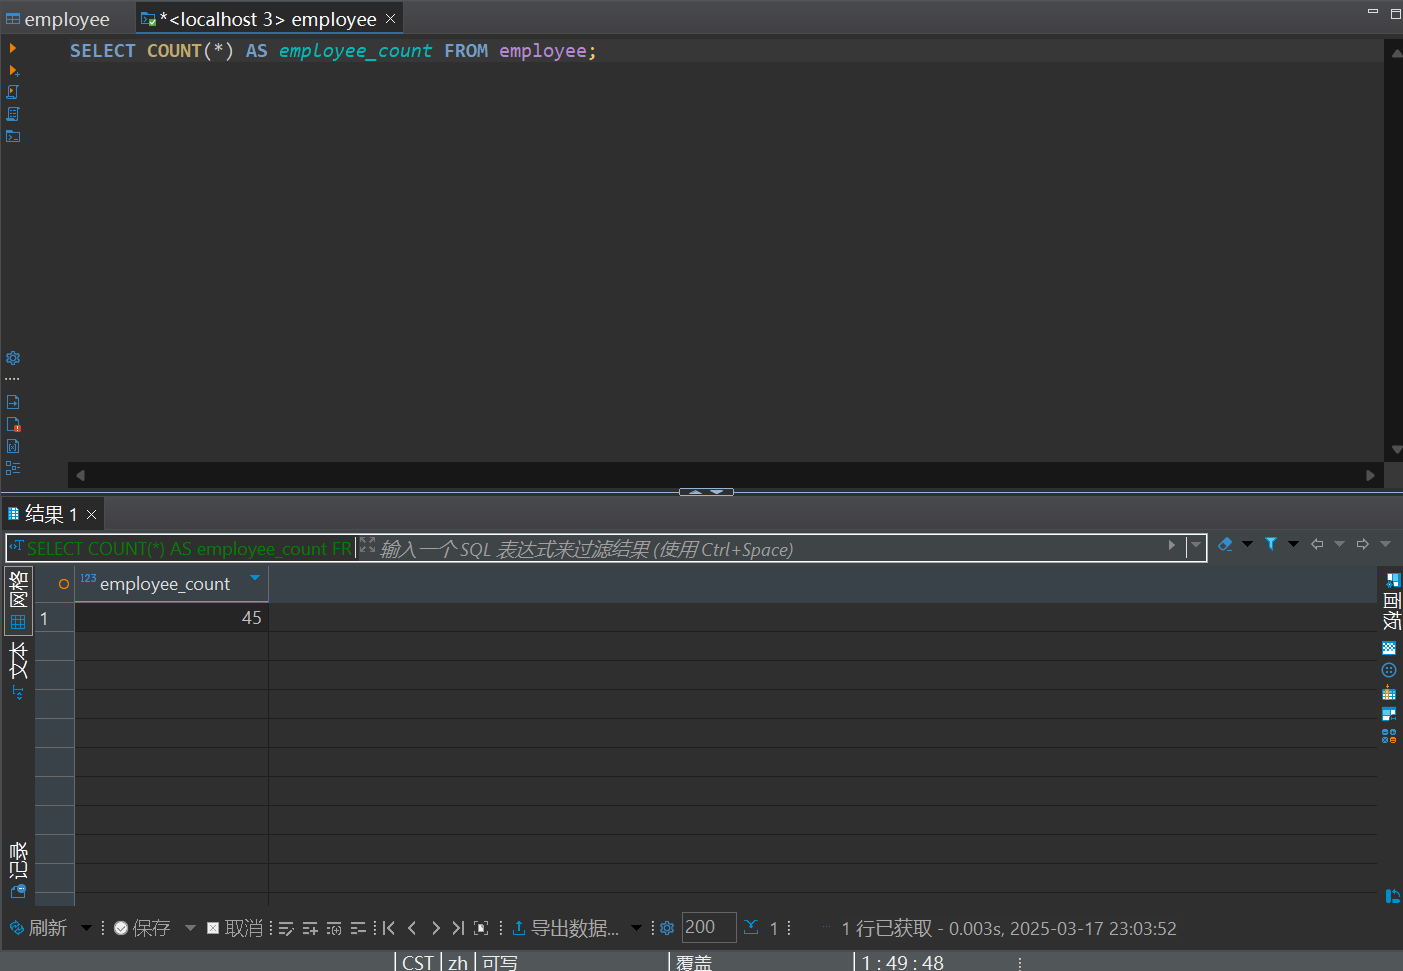 employee
*<localhost 3> employee
SELECT COUNT(*) AS employee_count FROM employee;
结果 1
SELECT COUNT(*) AS employee_count FR
输入一个 SQL 表达式来过滤结果 (使用 Ctrl+Space)
网格
文本
记录
面板
123 employee_count
1
45
刷新
保存
取消
导出数据...
200
1
1 行已获取 - 0.003s, 2025-03-17 23:03:52
CST
zh
可写
覆盖
1 : 49 : 48